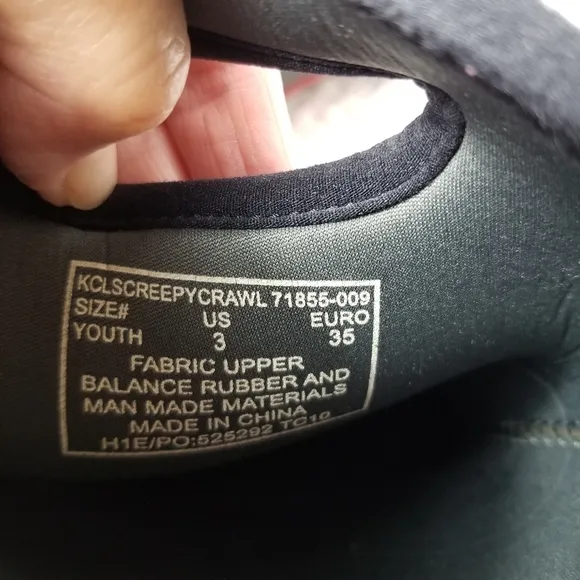 KCLSCREEPYCRAWL 71855-009
SIZE# US EURO
YOUTH 3 35
FABRIC UPPER
BALANCE RUBBER AND
MAN MADE MATERIALS
MADE IN CHINA
H1E/PO:525292 TC10